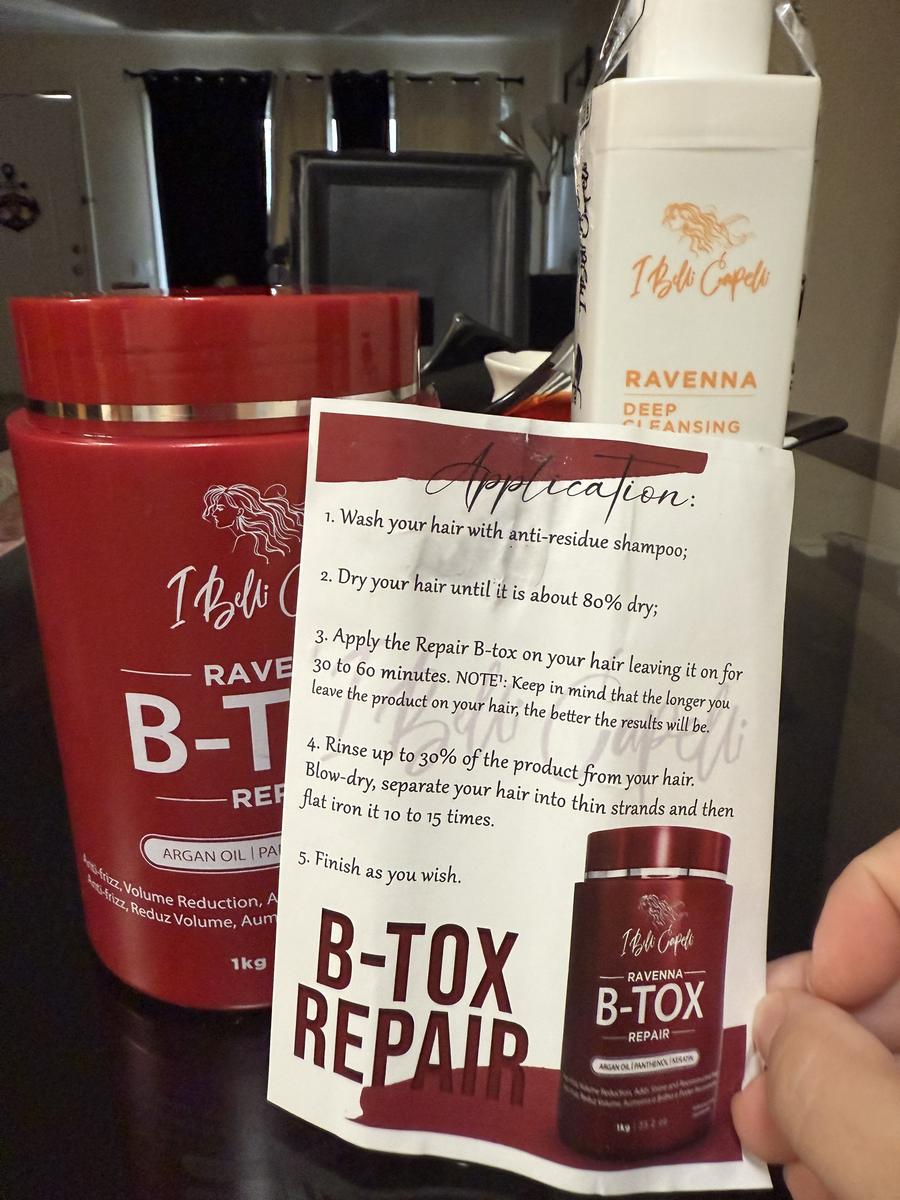 I Belli Capelli
RAVENNA
DEEP
CLEANSING
I Belli C
RAVE
B-T
REP
ARGAN OIL | PA
Anti-frizz, Volume Reduction, A
Anti-frizz, Reduz Volume, Aum
1kg
Application:
1. Wash your hair with anti-residue shampoo;
2. Dry your hair until it is about 80% dry;
3. Apply the Repair B-tox on your hair leaving it on for
30 to 60 minutes. NOTE¹: Keep in mind that the longer you
leave the product on your hair, the better the results will be.
4. Rinse up to 30% of the product from your hair.
Blow-dry, separate your hair into thin strands and then
flat iron it 10 to 15 times.
5. Finish as you wish.
B-TOX
REPAIR
I Belli Capelli
RAVENNA
B-TOX
REPAIR
ARGAN OIL | PANTHENOL | KERATIN
1kg